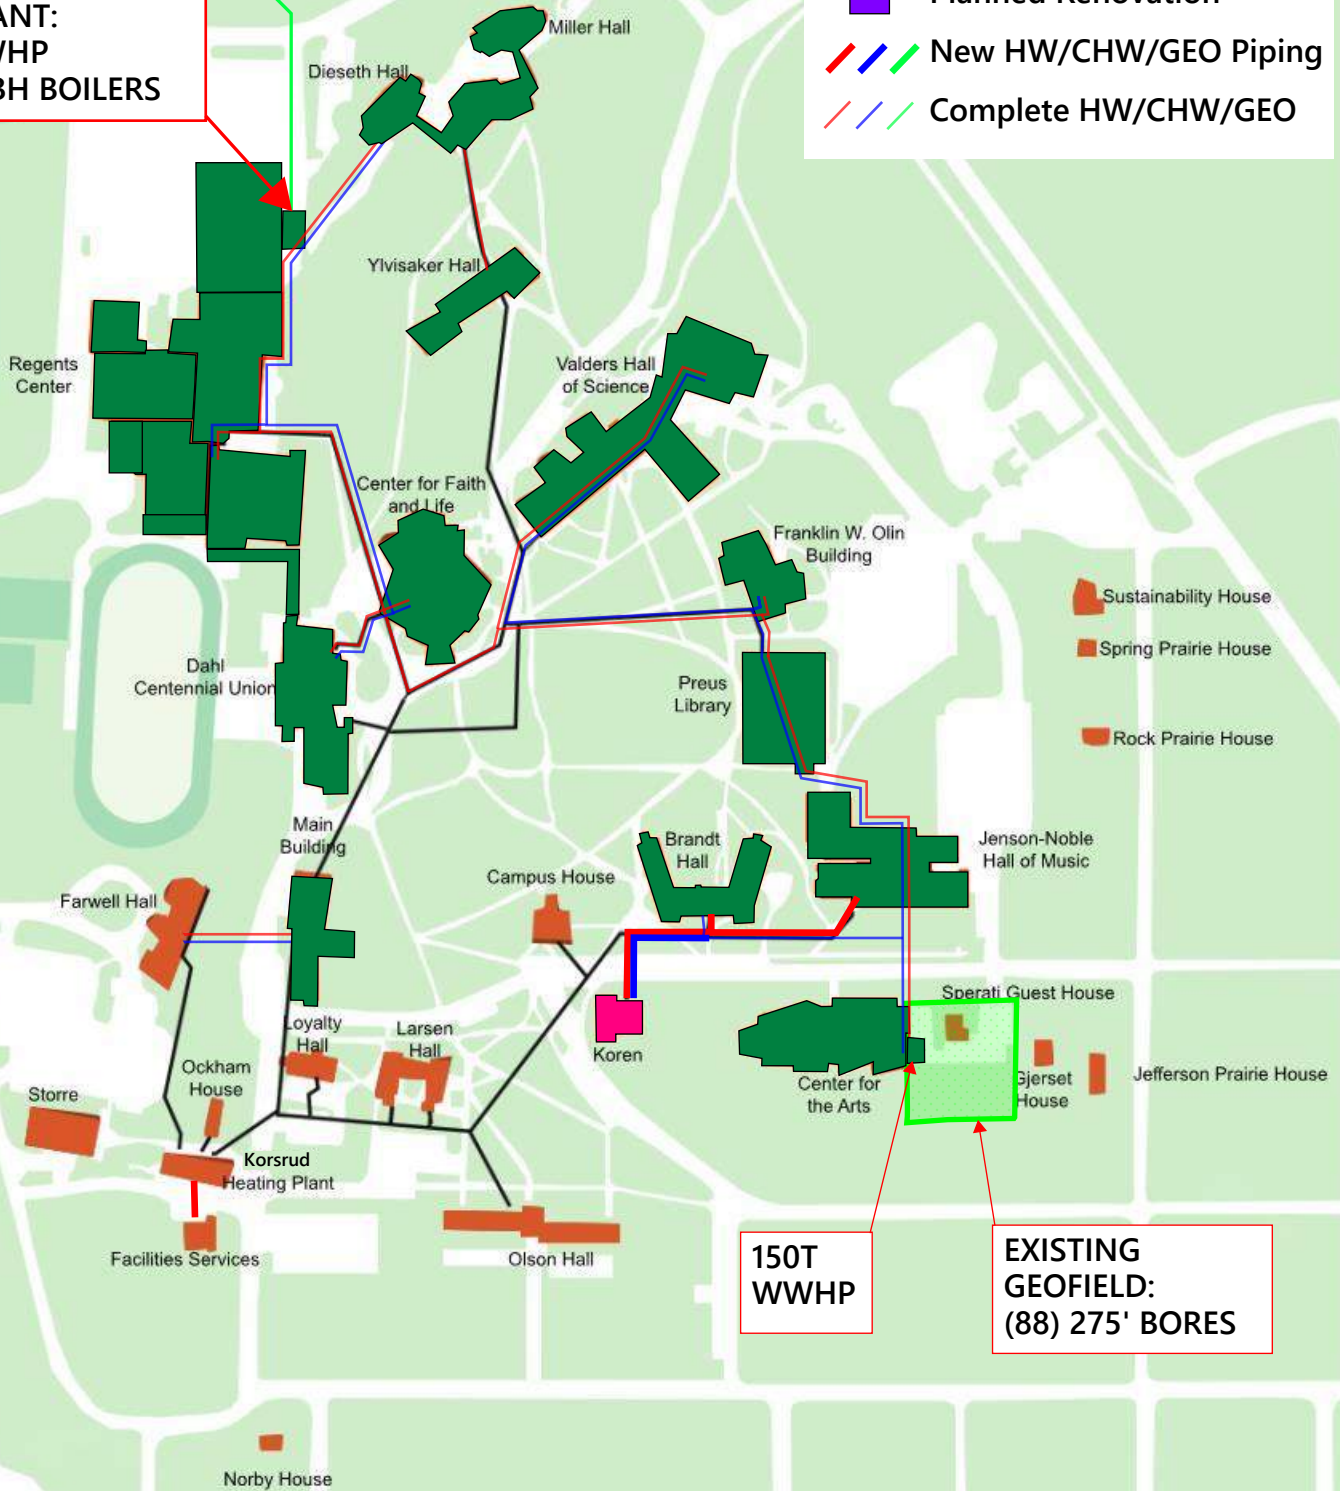 ANT:
WHP
BH BOILERS
Planned Renovation
New HW/CHW/GEO Piping
Complete HW/CHW/GEO
Miller Hall
Dieseth Hall
Ylvisaker Hall
Regents
Center
Valders Hall
of Science
Center for Faith
and Life
Franklin W. Olin
Building
Sustainability House
Spring Prairie House
Rock Prairie House
Dahl
Centennial Union
Preus
Library
Main
Building
Brandt
Hall
Jenson-Noble
Hall of Music
Campus House
Farwell Hall
Sperati Guest House
Loyalty
Hall
Larsen
Hall
Koren
Ockham
House
Storre
Center for
the Arts
Gjerset
House
Jefferson Prairie House
Korsrud
Heating Plant
Facilities Services
Olson Hall
150T
WWHP
EXISTING
GEOFIELD:
(88) 275' BORES
Norby House